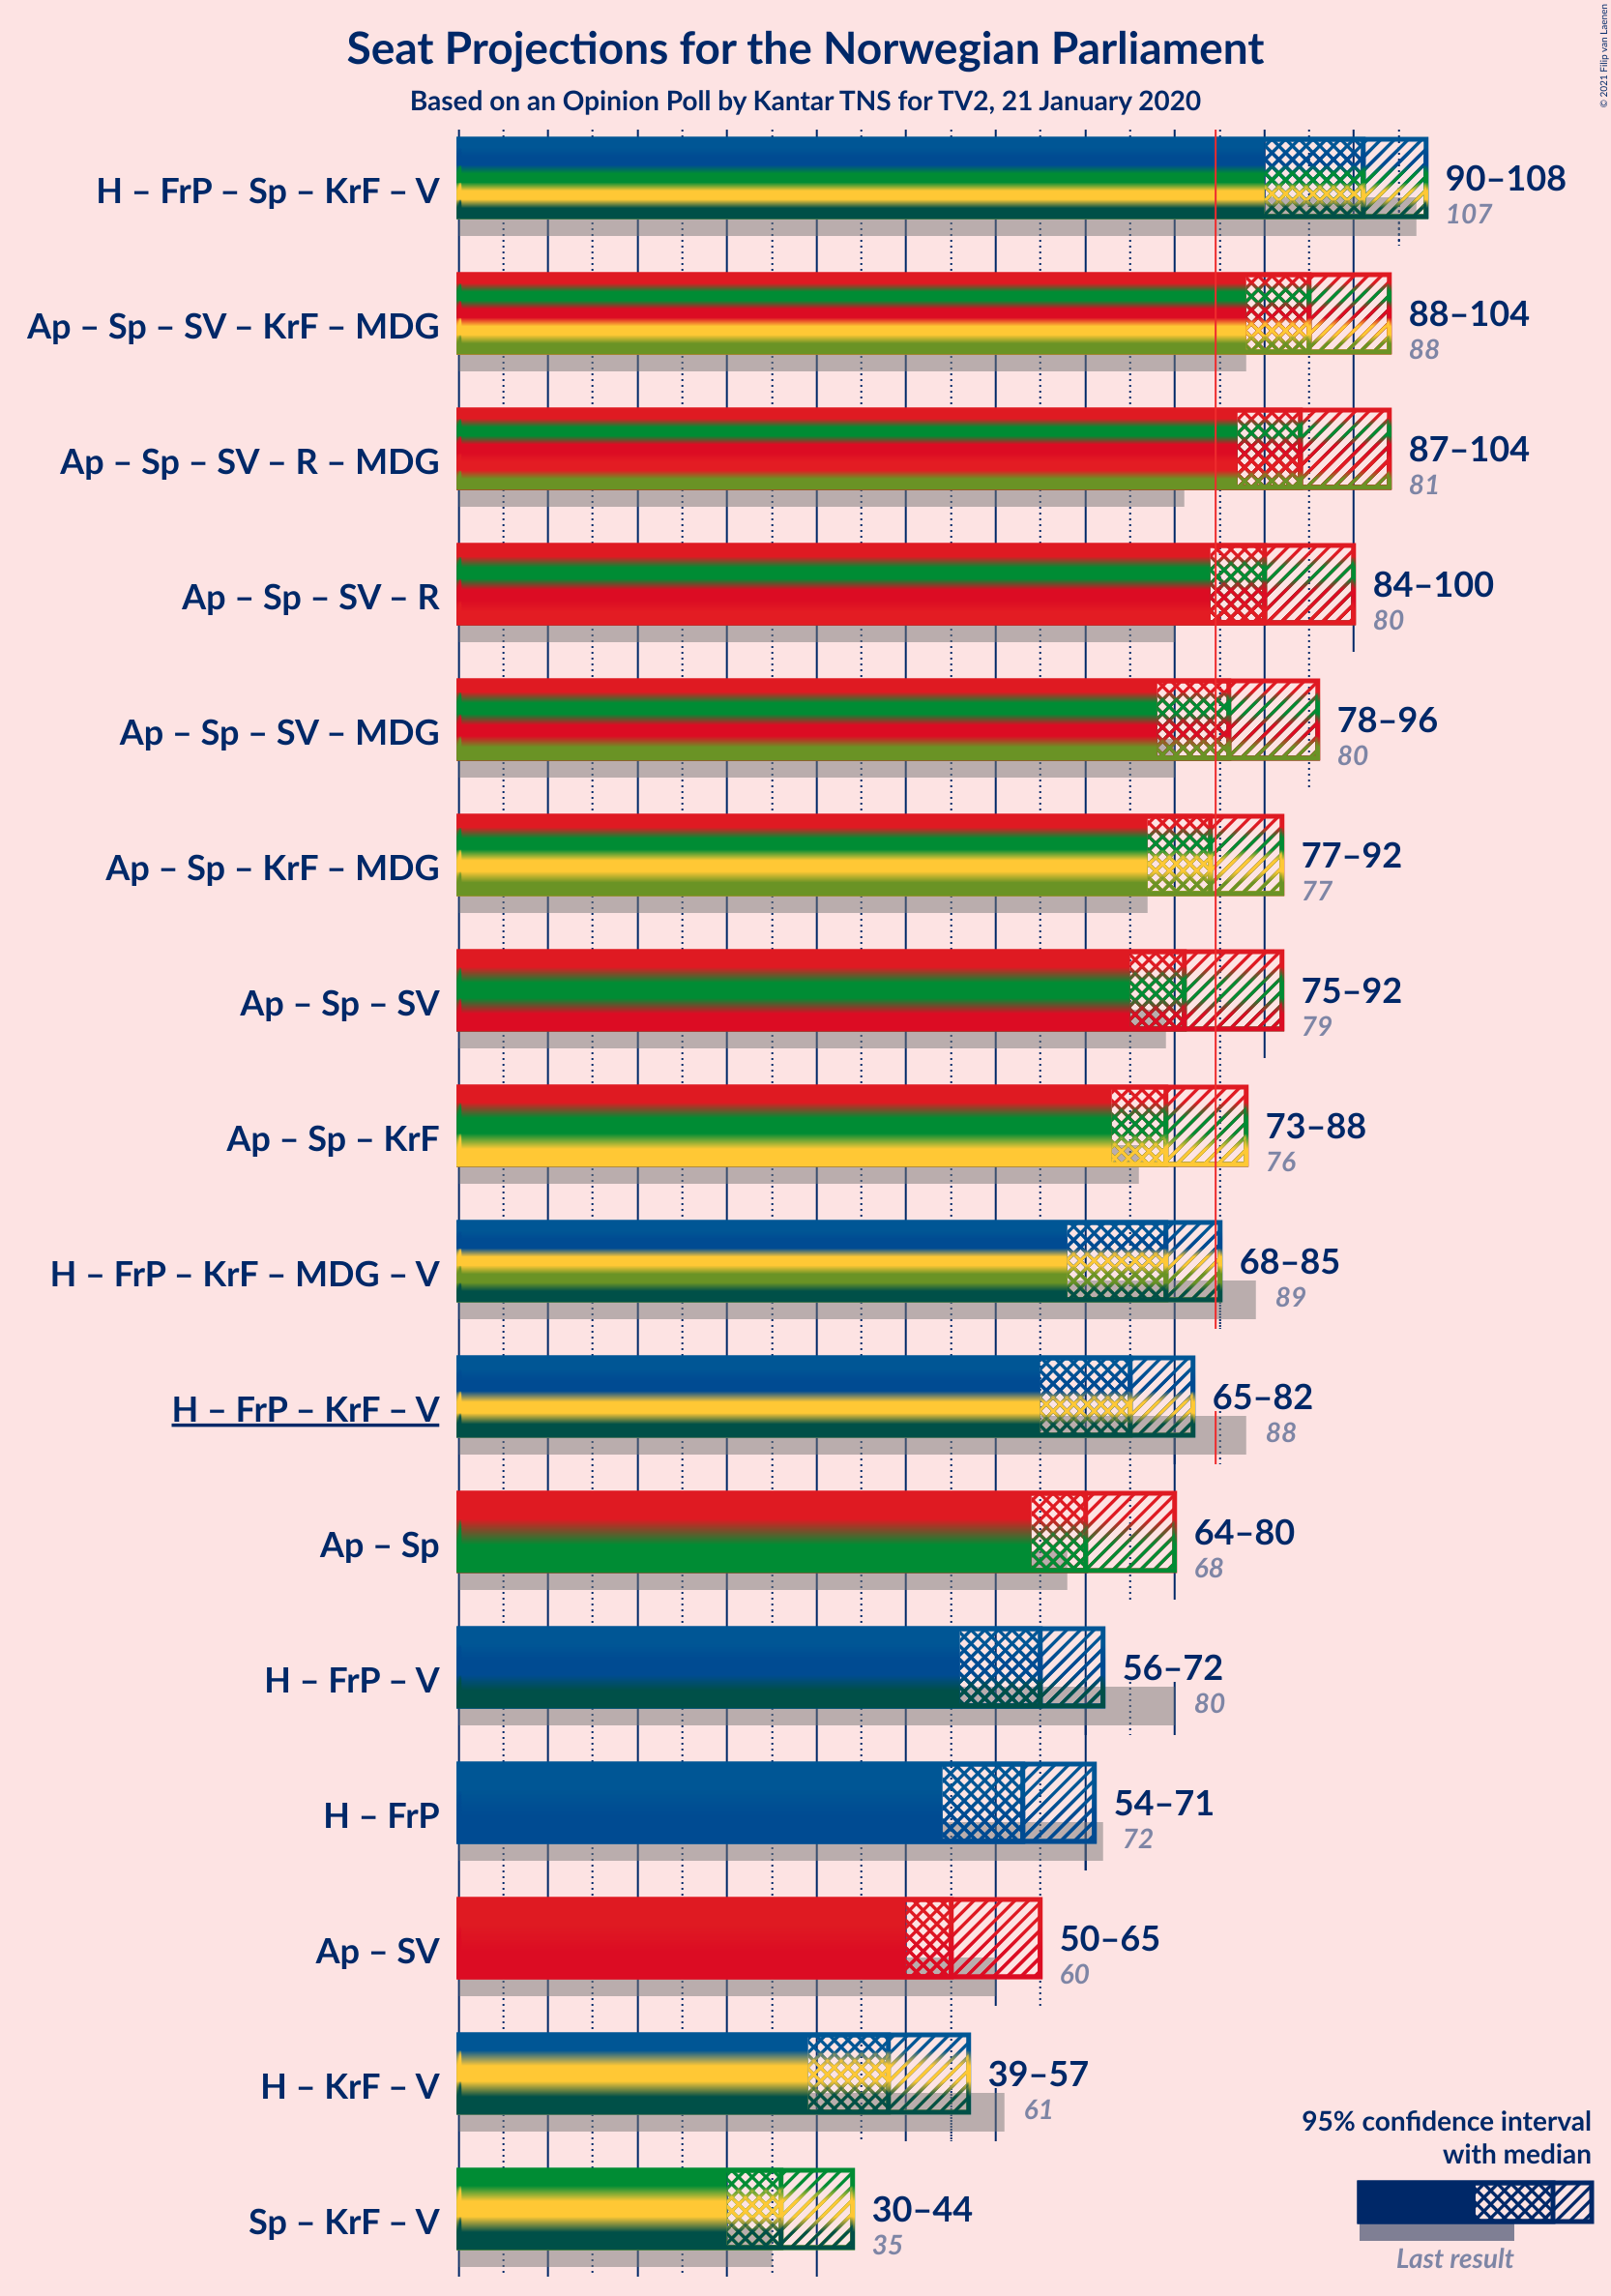 © 2021 Filip van Laenen
Seat Projections for the Norwegian Parliament
Based on an Opinion Poll by Kantar TNS for TV2, 21 January 2020
H – FrP – Sp – KrF – V
90–108
107
Ap – Sp – SV – KrF – MDG
88–104
88
Ap – Sp – SV – R – MDG
87–104
81
Ap – Sp – SV – R
84–100
80
Ap – Sp – SV – MDG
78–96
80
Ap – Sp – KrF – MDG
77–92
77
Ap – Sp – SV
75–92
79
Ap – Sp – KrF
73–88
76
H – FrP – KrF – MDG – V
68–85
89
H – FrP – KrF – V
65–82
88
Ap – Sp
64–80
68
H – FrP – V
56–72
80
H – FrP
54–71
72
Ap – SV
50–65
60
H – KrF – V
39–57
61
Sp – KrF – V
30–44
35
95% confidence interval
with median
Last result